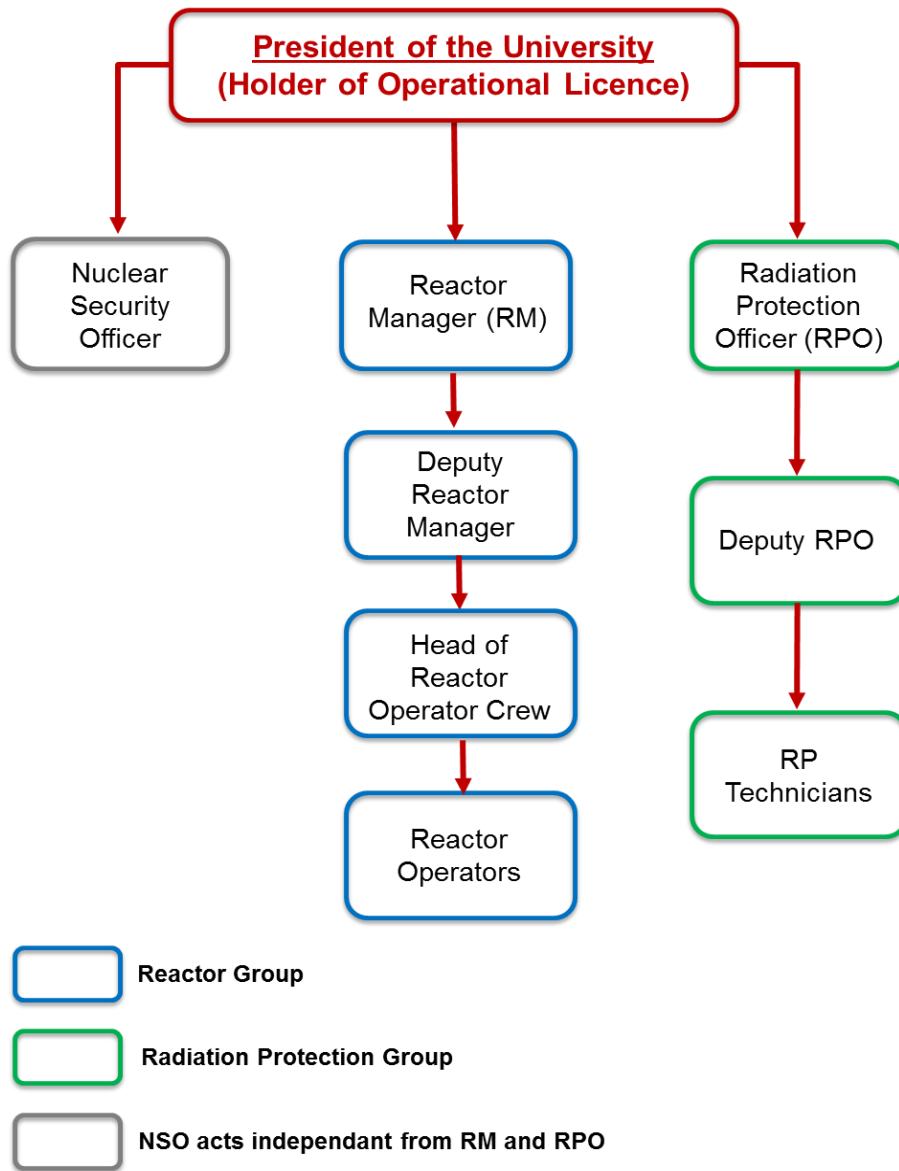 President of the University
(Holder of Operational Licence)
Nuclear
Security
Officer
Reactor
Manager (RM)
Radiation
Protection
Officer (RPO)
Deputy
Reactor
Manager
Deputy RPO
Head of
Reactor
Operator Crew
RP
Technicians
Reactor
Operators
Reactor Group
Radiation Protection Group
NSO acts independant from RM and RPO